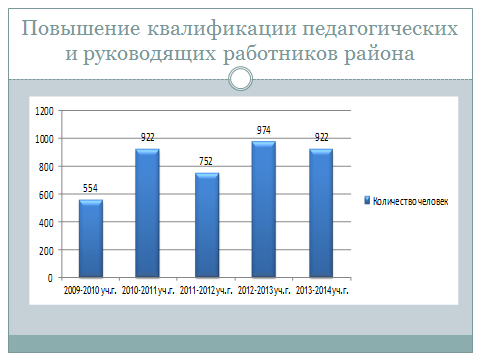 Повышение квалификации педагогических
и руководящих работников района
1200
1000
800
600
400
200
0
554
922
752
974
922
2009-2010 уч.г.
2010-2011 уч.г.
2011-2012 уч.г.
2012-2013 уч.г.
2013-2014 уч.г.
Количество человек